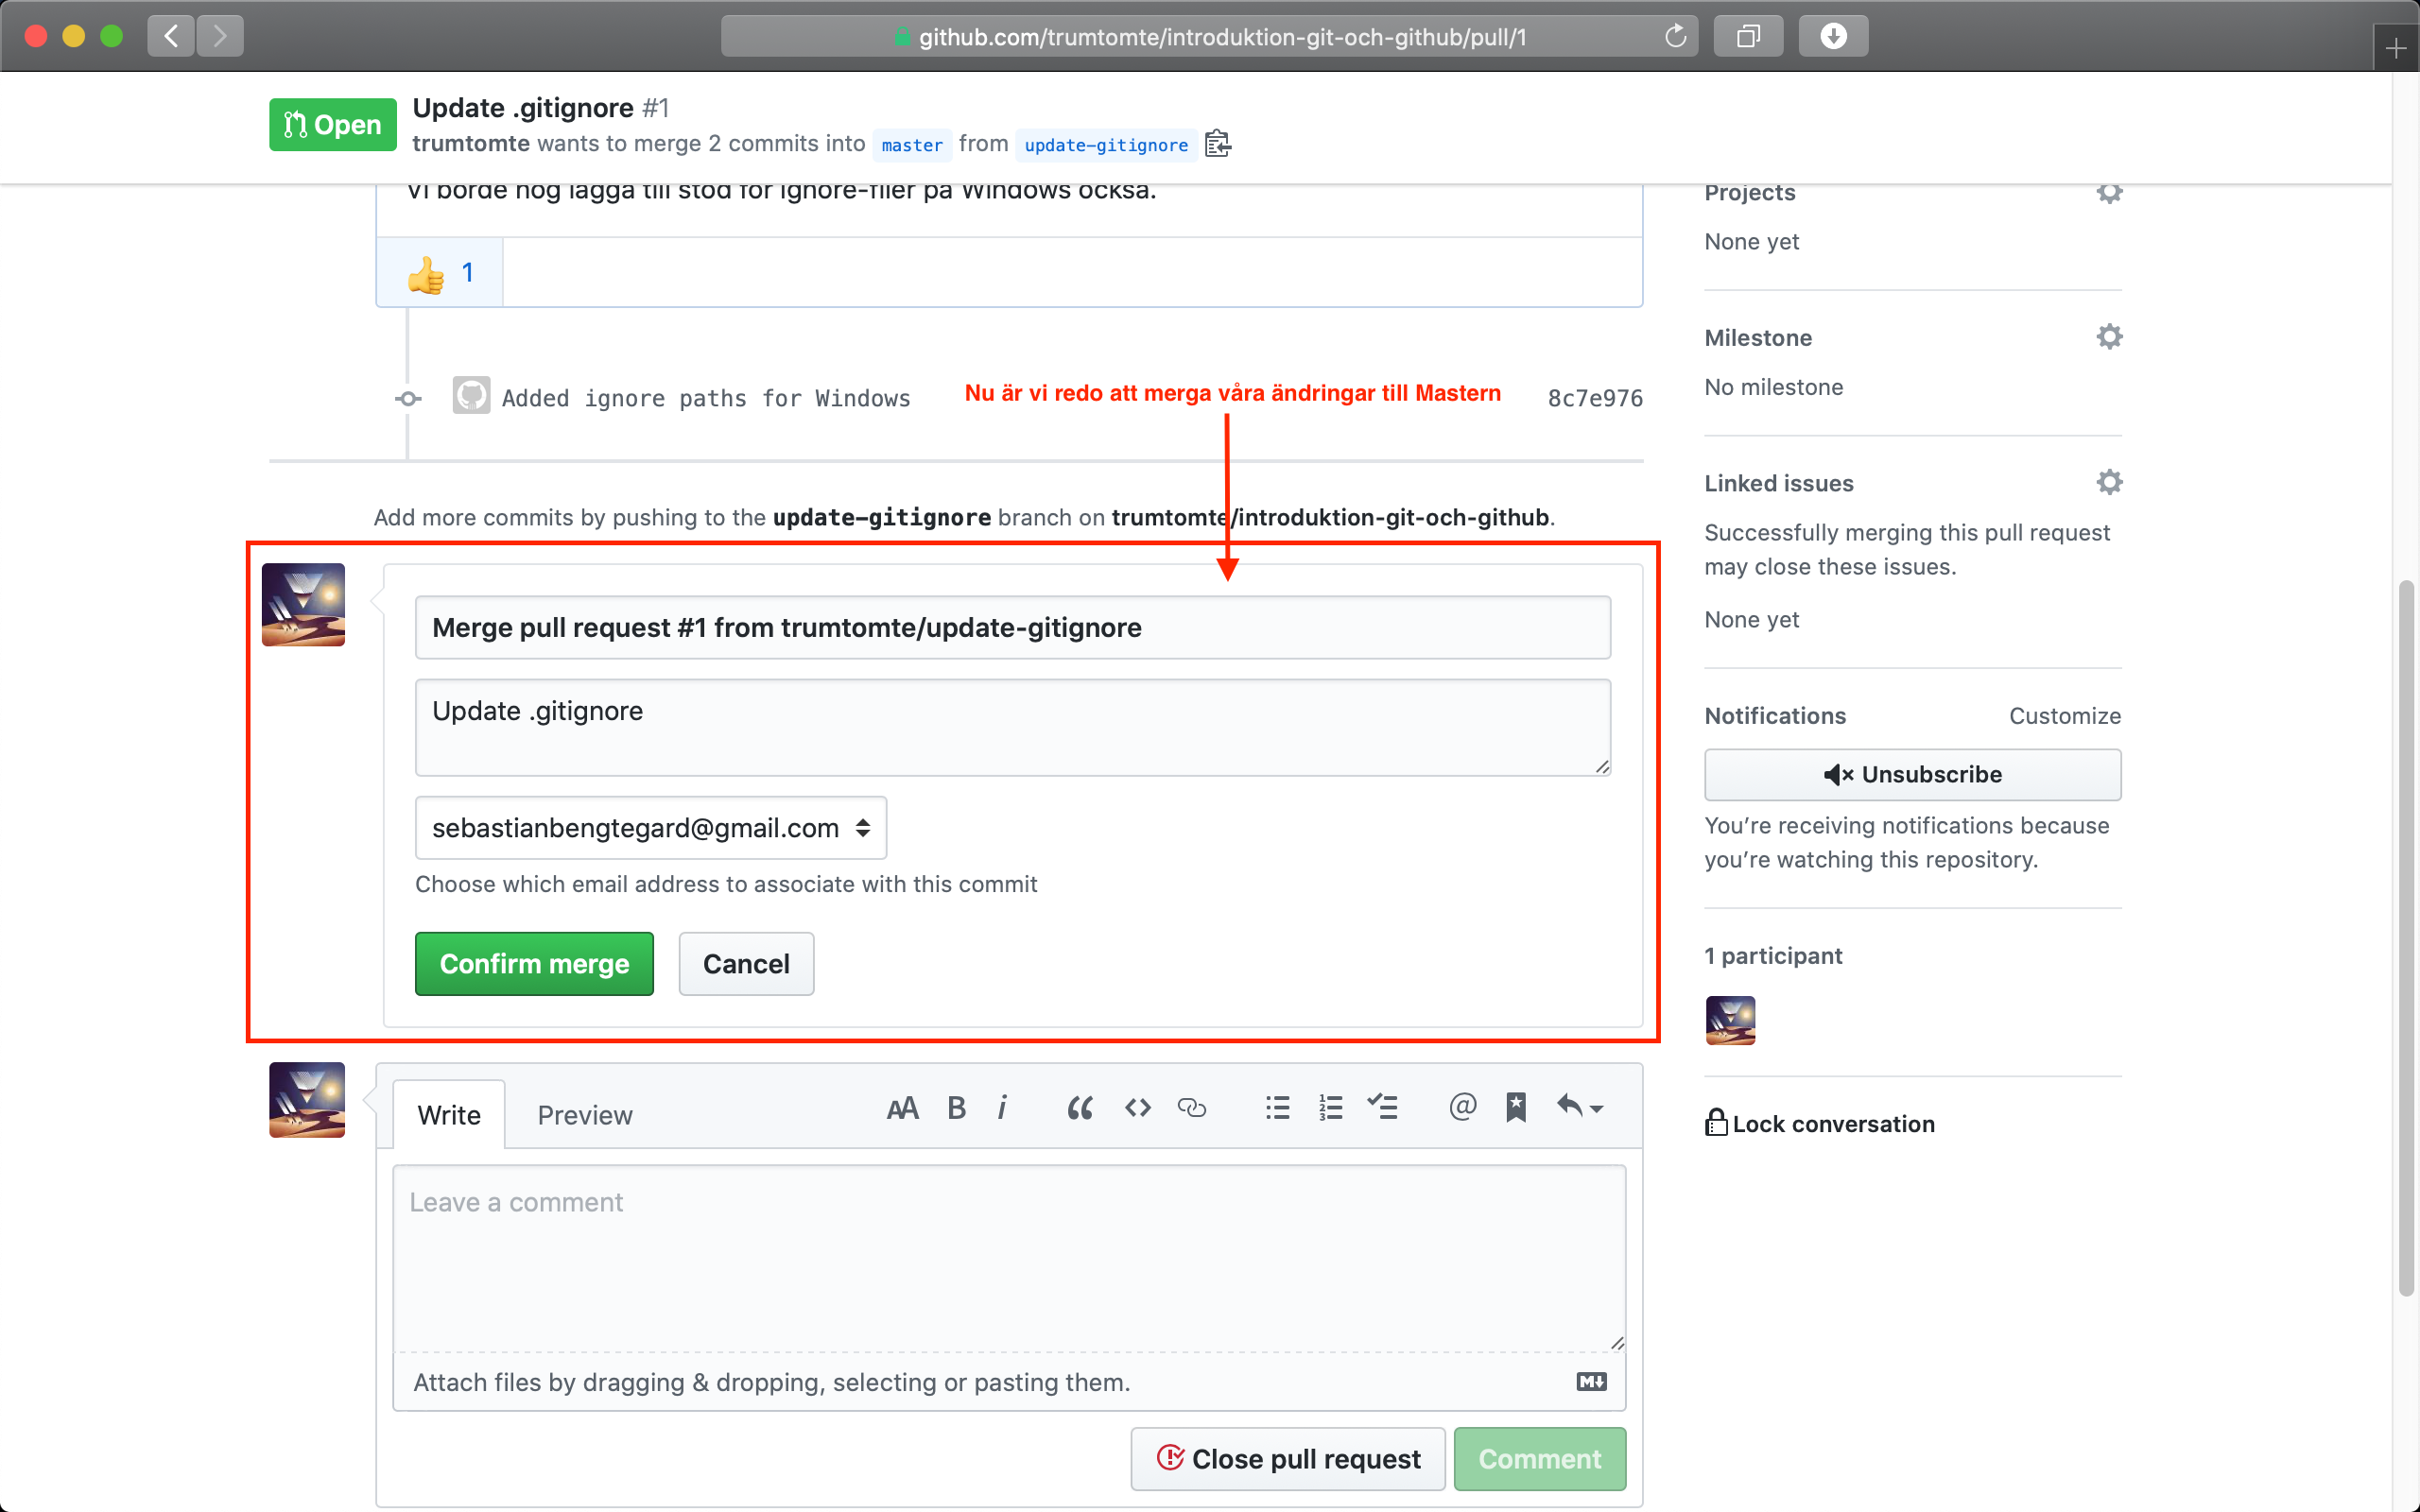 github.com/trumtomte/introduktion-git-och-github/pull/1
Open
Update .gitignore #1
trumtomte wants to merge 2 commits into master from update-gitignore
Vi borde nog lägga till stöd för ignore-filer på Windows också.
1
Added ignore paths for Windows
Nu är vi redo att merga våra ändringar till Mastern
8c7e976
Add more commits by pushing to the update-gitignore branch on trumtomte/introduktion-git-och-github.
Merge pull request #1 from trumtomte/update-gitignore
Update .gitignore
sebastianbengtegard@gmail.com
Choose which email address to associate with this commit
Confirm merge
Cancel
Write
Preview
Leave a comment
Attach files by dragging & dropping, selecting or pasting them.
Close pull request
Comment
Projects
None yet
Milestone
No milestone
Linked issues
Successfully merging this pull request
may close these issues.
None yet
Notifications
Customize
Unsubscribe
You’re receiving notifications because
you’re watching this repository.
1 participant
Lock conversation